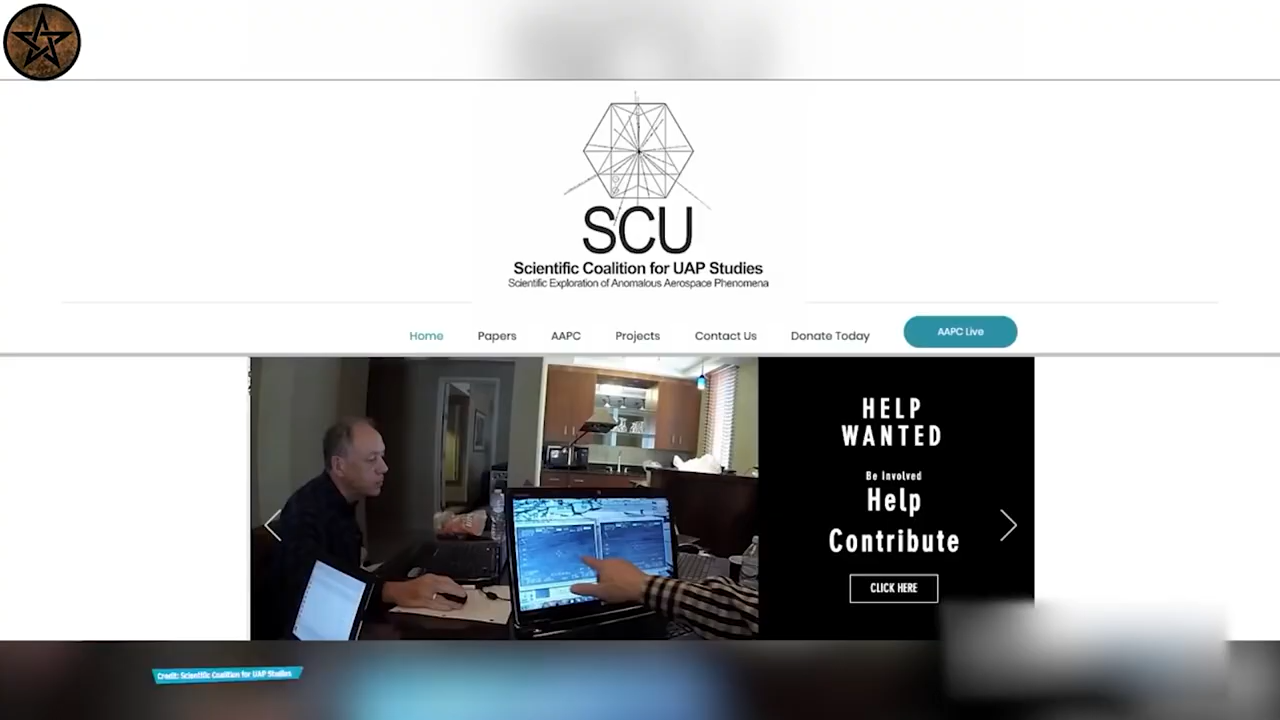 SCU
Scientific Coalition for UAP Studies
Scientific Exploration of Anomalous Aerospace Phenomena
Home Papers AAPC Projects Contact Us Donate Today AAPC Live
HELP
WANTED
Be Involved
Help
Contribute
CLICK HERE
Credit: Scientific Coalition for UAP Studies